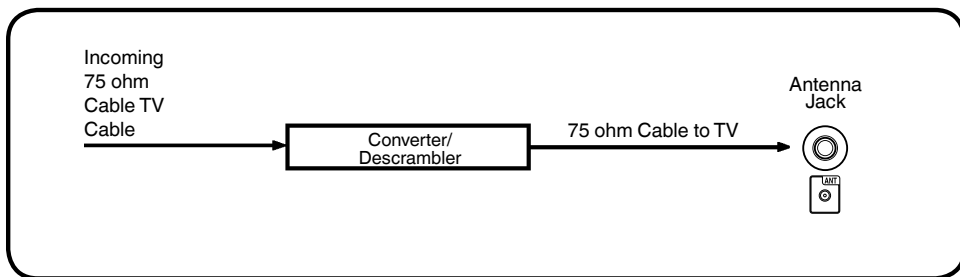 Incoming
75 ohm
Cable TV
Cable
Converter/
Descrambler
75 ohm Cable to TV
Antenna
Jack
ANT